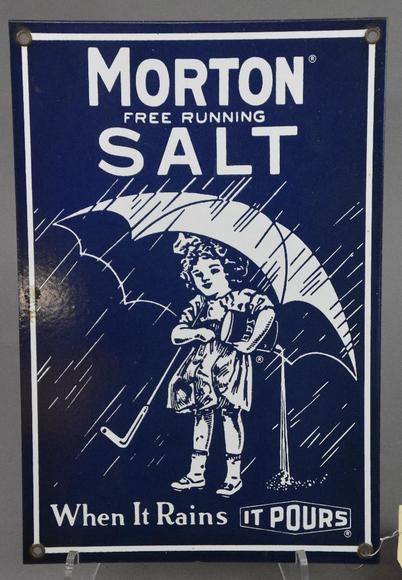 MORTON®
FREE RUNNING
SALT
®
When It Rains IT POURS®